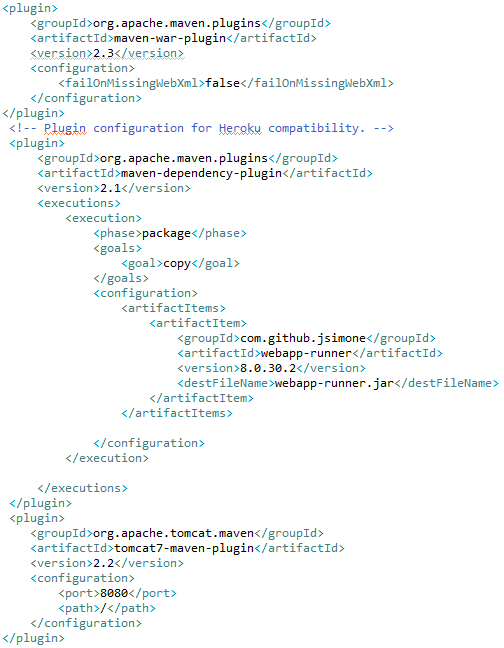 <plugin>
    <groupId>org.apache.maven.plugins</groupId>
    <artifactId>maven-war-plugin</artifactId>
    <version>2.3</version>
    <configuration>
        <failOnMissingWebXml>false</failOnMissingWebXml>
    </configuration>
</plugin>
 <!-- Plugin configuration for Heroku compatibility. -->
 <plugin>
     <groupId>org.apache.maven.plugins</groupId>
     <artifactId>maven-dependency-plugin</artifactId>
     <version>2.1</version>
     <executions>
         <execution>
             <phase>package</phase>
             <goals>
                 <goal>copy</goal>
             </goals>
             <configuration>
                 <artifactItems>
                     <artifactItem>
                         <groupId>com.github.jsimone</groupId>
                         <artifactId>webapp-runner</artifactId>
                         <version>8.0.30.2</version>
                         <destFileName>webapp-runner.jar</destFileName>
                     </artifactItem>
                 </artifactItems>

             </configuration>
         </execution>

     </executions>
 </plugin>
 <plugin>
    <groupId>org.apache.tomcat.maven</groupId>
    <artifactId>tomcat7-maven-plugin</artifactId>
    <version>2.2</version>
    <configuration>
        <port>8080</port>
        <path>/</path>
    </configuration>
</plugin>